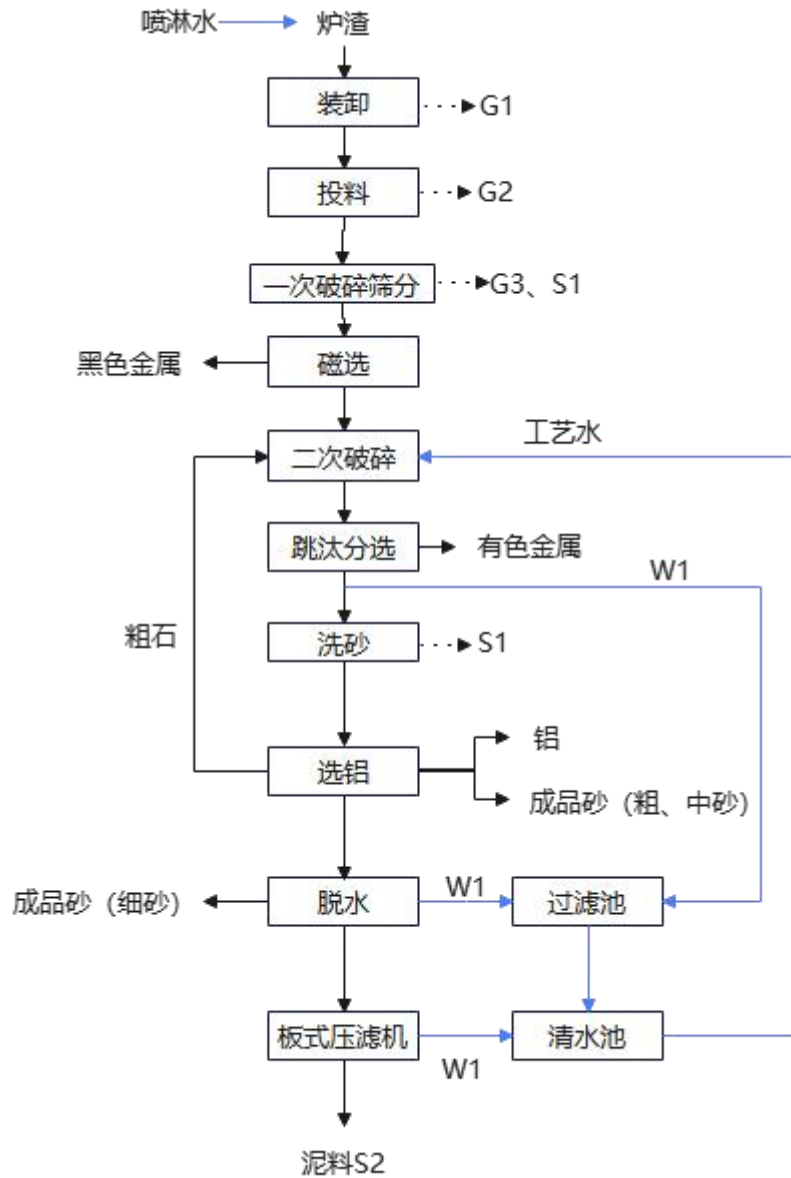 喷淋水
炉渣
装卸
G1
投料
G2
一次破碎筛分
G3、S1
黑色金属
磁选
工艺水
二次破碎
跳汰分选
有色金属
W1
粗石
洗砂
S1
铝
选铝
成品砂（粗、中砂）
成品砂（细砂）
脱水
W1
过滤池
板式压滤机
W1
清水池
泥料S2